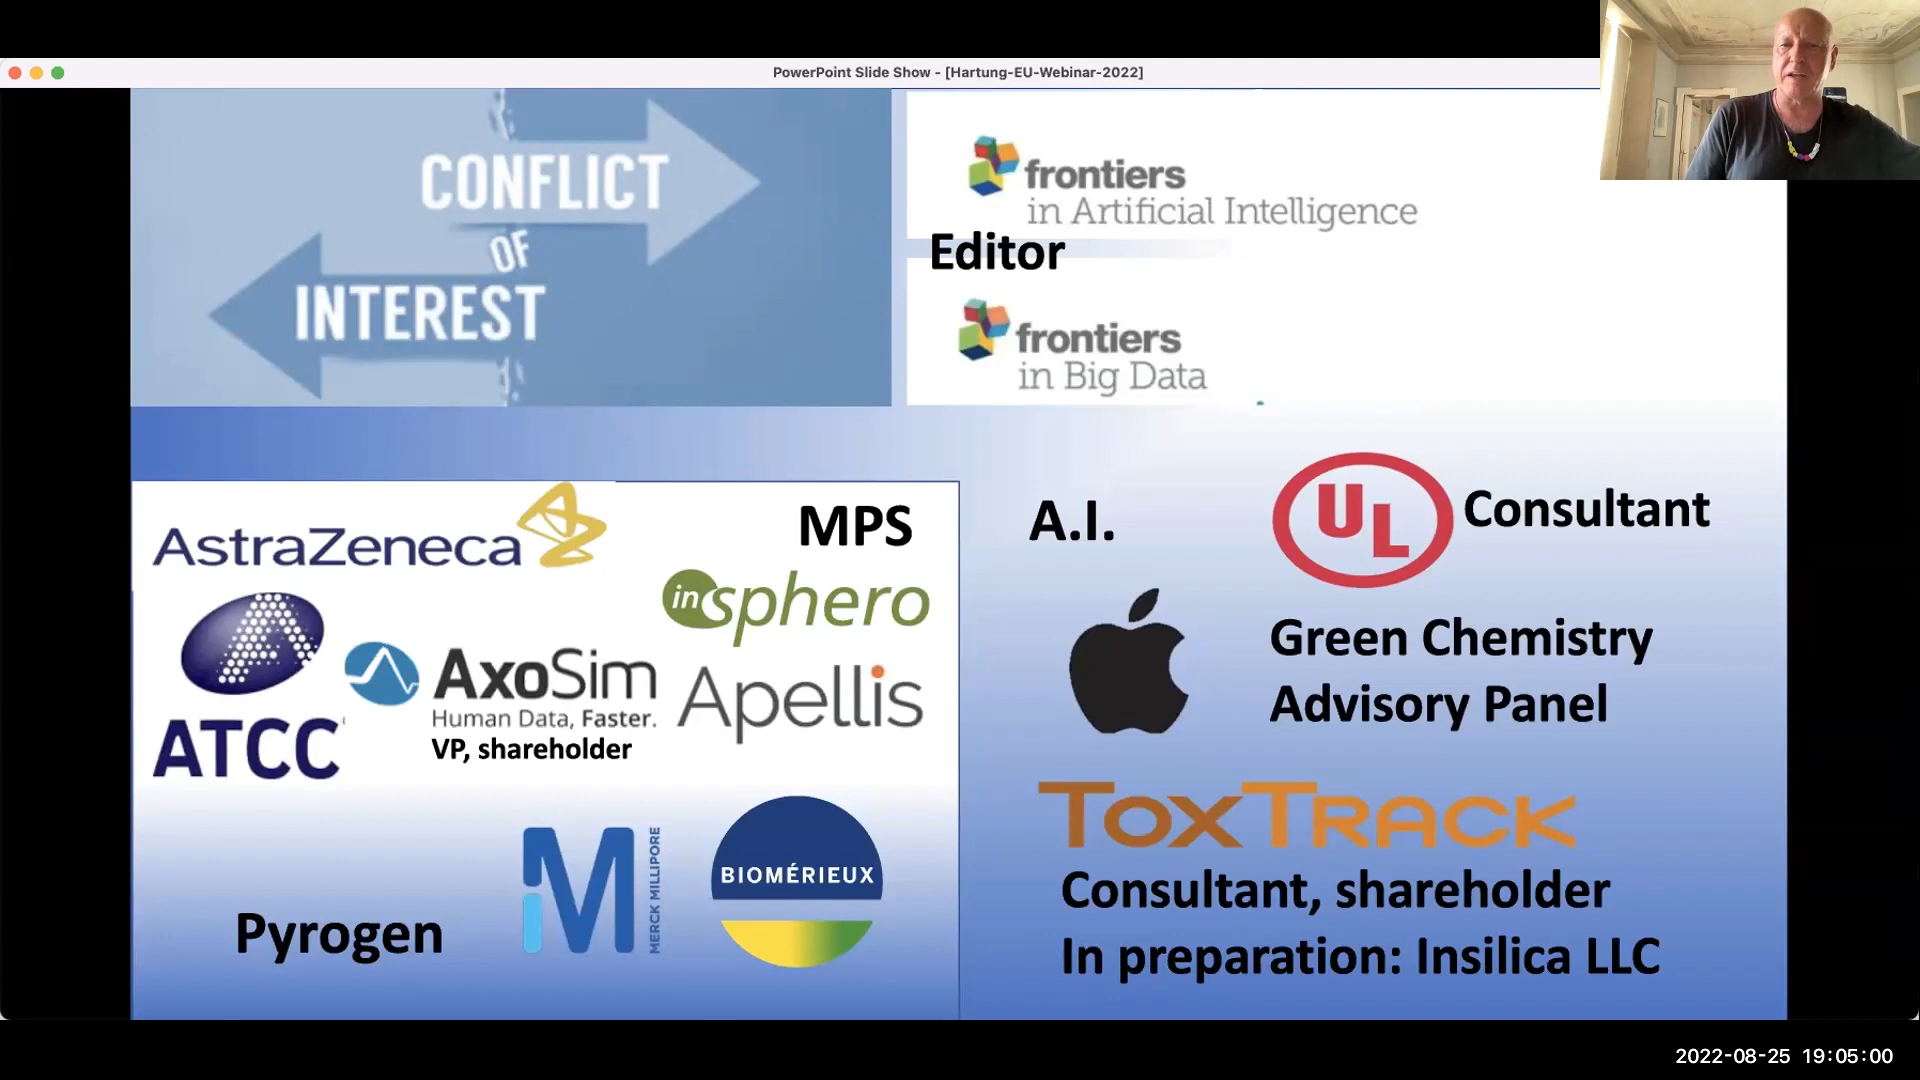 PowerPoint Slide Show - [Hartung-EU-Webinar-2022]
CONFLICT
OF
INTEREST
frontiers
in Artificial Intelligence
Editor
frontiers
in Big Data
AstraZeneca
MPS
insphero
ATCC
AxoSim
Human Data, Faster.
VP, shareholder
Apellis
Pyrogen
M
MERCK MILLIPORE
BIOMÉRIEUX
A.I.
UL
Consultant
Green Chemistry
Advisory Panel
TOXTRACK
Consultant, shareholder
In preparation: Insilica LLC
2022-08-25 19:05:00